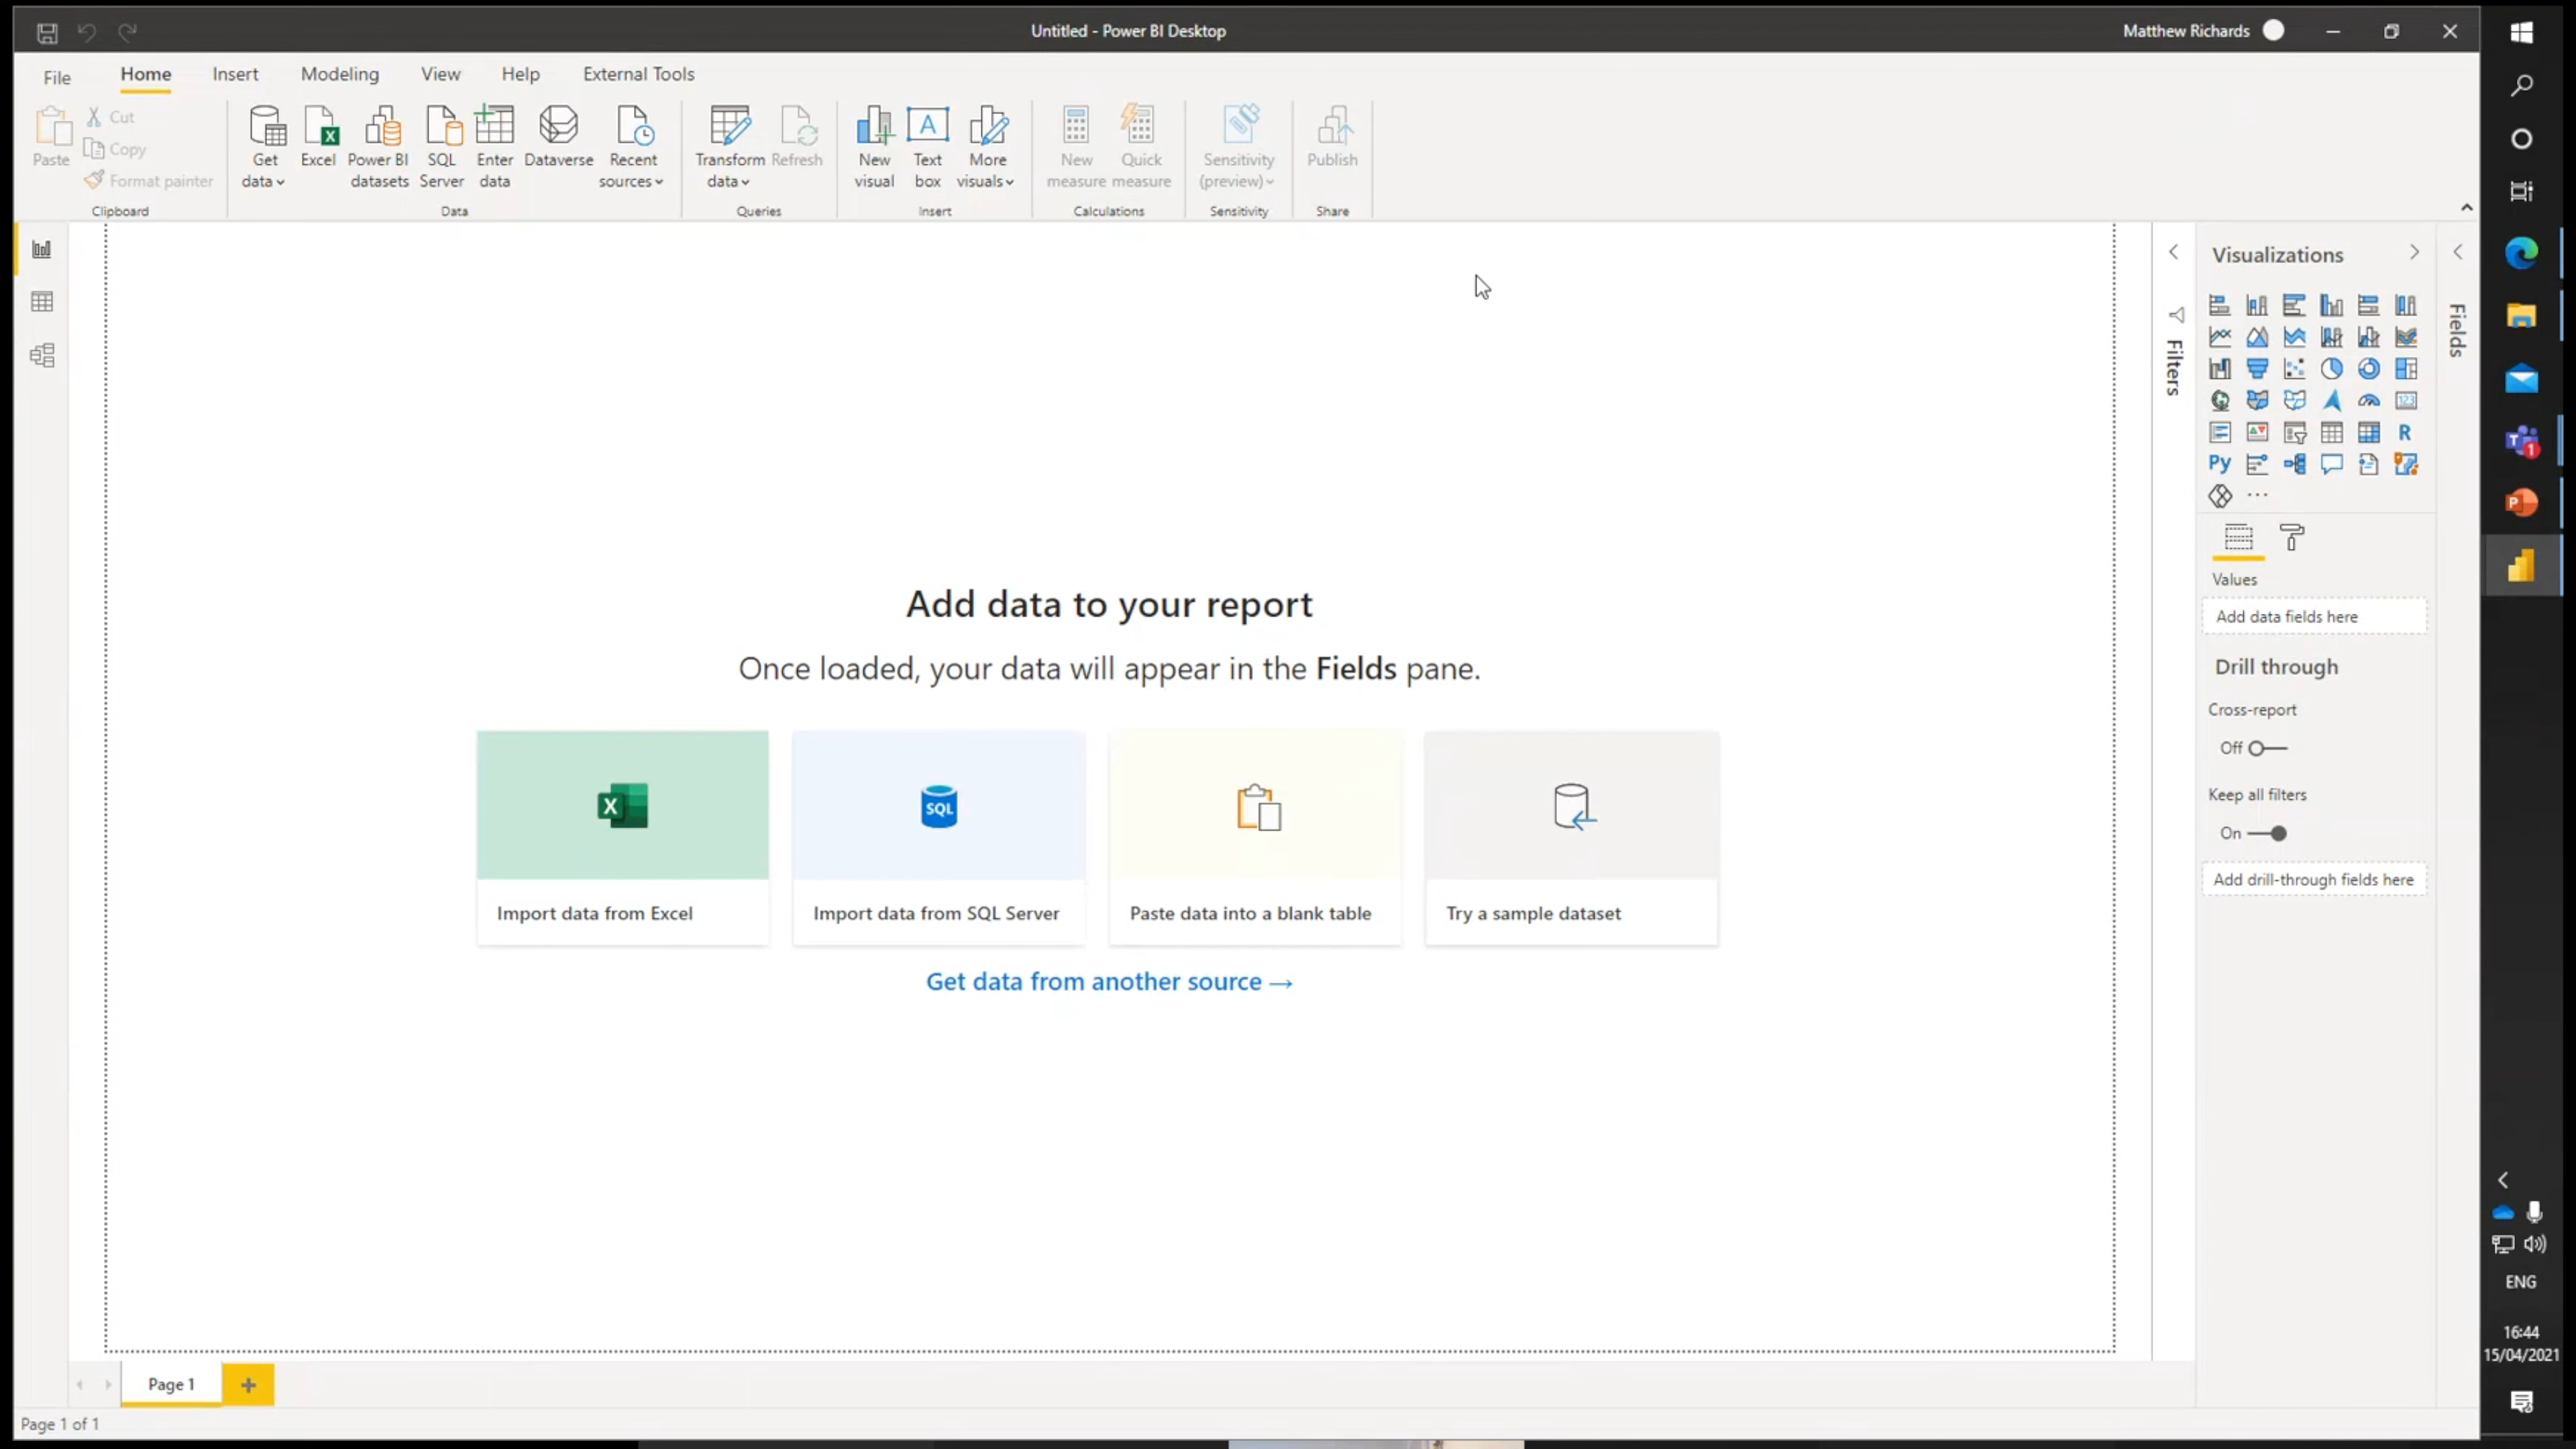 Untitled - Power BI Desktop
Matthew Richards
File
Home
Insert
Modeling
View
Help
External Tools
Paste
Cut
Copy
Format painter
Clipboard
Get data
Excel
Power BI datasets
SQL Server
Enter data
Dataverse
Recent sources
Data
Transform data
Refresh
Queries
New visual
Text box
More visuals
Insert
New measure
Quick measure
Calculations
Sensitivity (preview)
Sensitivity
Publish
Share
Add data to your report
Once loaded, your data will appear in the Fields pane.
SQL
Import data from Excel
Import data from SQL Server
Paste data into a blank table
Try a sample dataset
Get data from another source →
Filters
Visualizations
123
R
Py
Values
Add data fields here
Drill through
Cross-report
Off
Keep all filters
On
Add drill-through fields here
Fields
1
ENG
16:44
15/04/2021
Page 1
Page 1 of 1